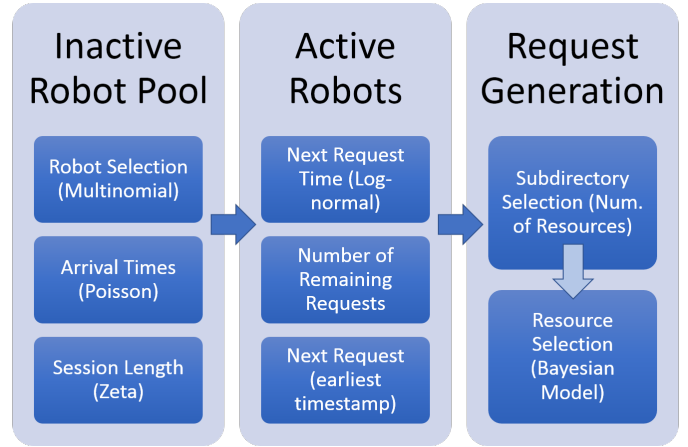 Inactive
Robot Pool
Robot Selection
(Multinomial)
Arrival Times
(Poisson)
Session Length
(Zeta)
Active
Robots
Next Request
Time (Log-
normal)
Number of
Remaining
Requests
Next Request
(earliest
timestamp)
Request
Generation
Subdirectory
Selection (Num.
of Resources)
Resource
Selection
(Bayesian
Model)